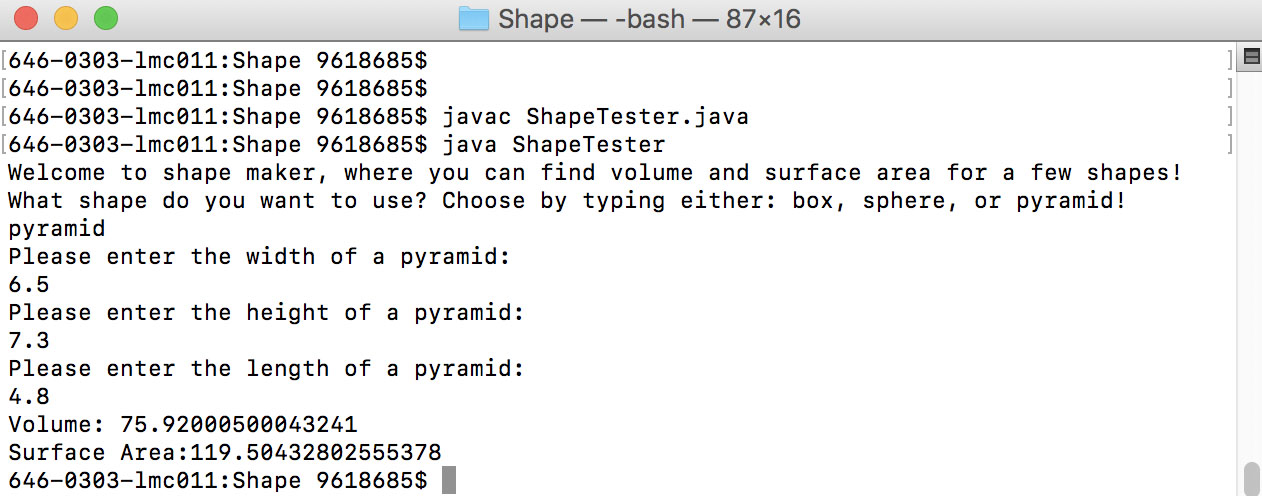 Shape — -bash — 87×16
[646-0303-lmc011:Shape 9618685$ ]
[646-0303-lmc011:Shape 9618685$ ]
[646-0303-lmc011:Shape 9618685$ javac ShapeTester.java ]
[646-0303-lmc011:Shape 9618685$ java ShapeTester ]
Welcome to shape maker, where you can find volume and surface area for a few shapes!
What shape do you want to use? Choose by typing either: box, sphere, or pyramid!
pyramid
Please enter the width of a pyramid:
6.5
Please enter the height of a pyramid:
7.3
Please enter the length of a pyramid:
4.8
Volume: 75.92000500043241
Surface Area:119.50432802555378
646-0303-lmc011:Shape 9618685$